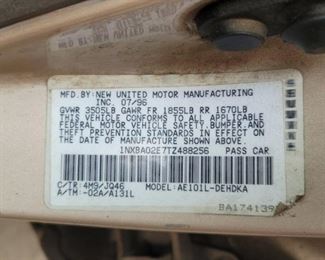 MFD.BY:NEW UNITED MOTOR MANUFACTURING
INC. 07/96
GVWR 3505LB GAWR FR 1855LB RR 1670LB
THIS VEHICLE CONFORMS TO ALL APPLICABLE
FEDERAL MOTOR VEHICLE SAFETY,BUMPER,AND
THEFT PREVENTION STANDARDS IN EFFECT ON
THE DATE OF MANUFACTURE SHOWN ABOVE.
1NXBA02E7TZ488256 PASS CAR
C/TR: 4M9/JQ46 MODEL:AE101L-DEHDKA
A/TM:-02A/A131L
BA174139